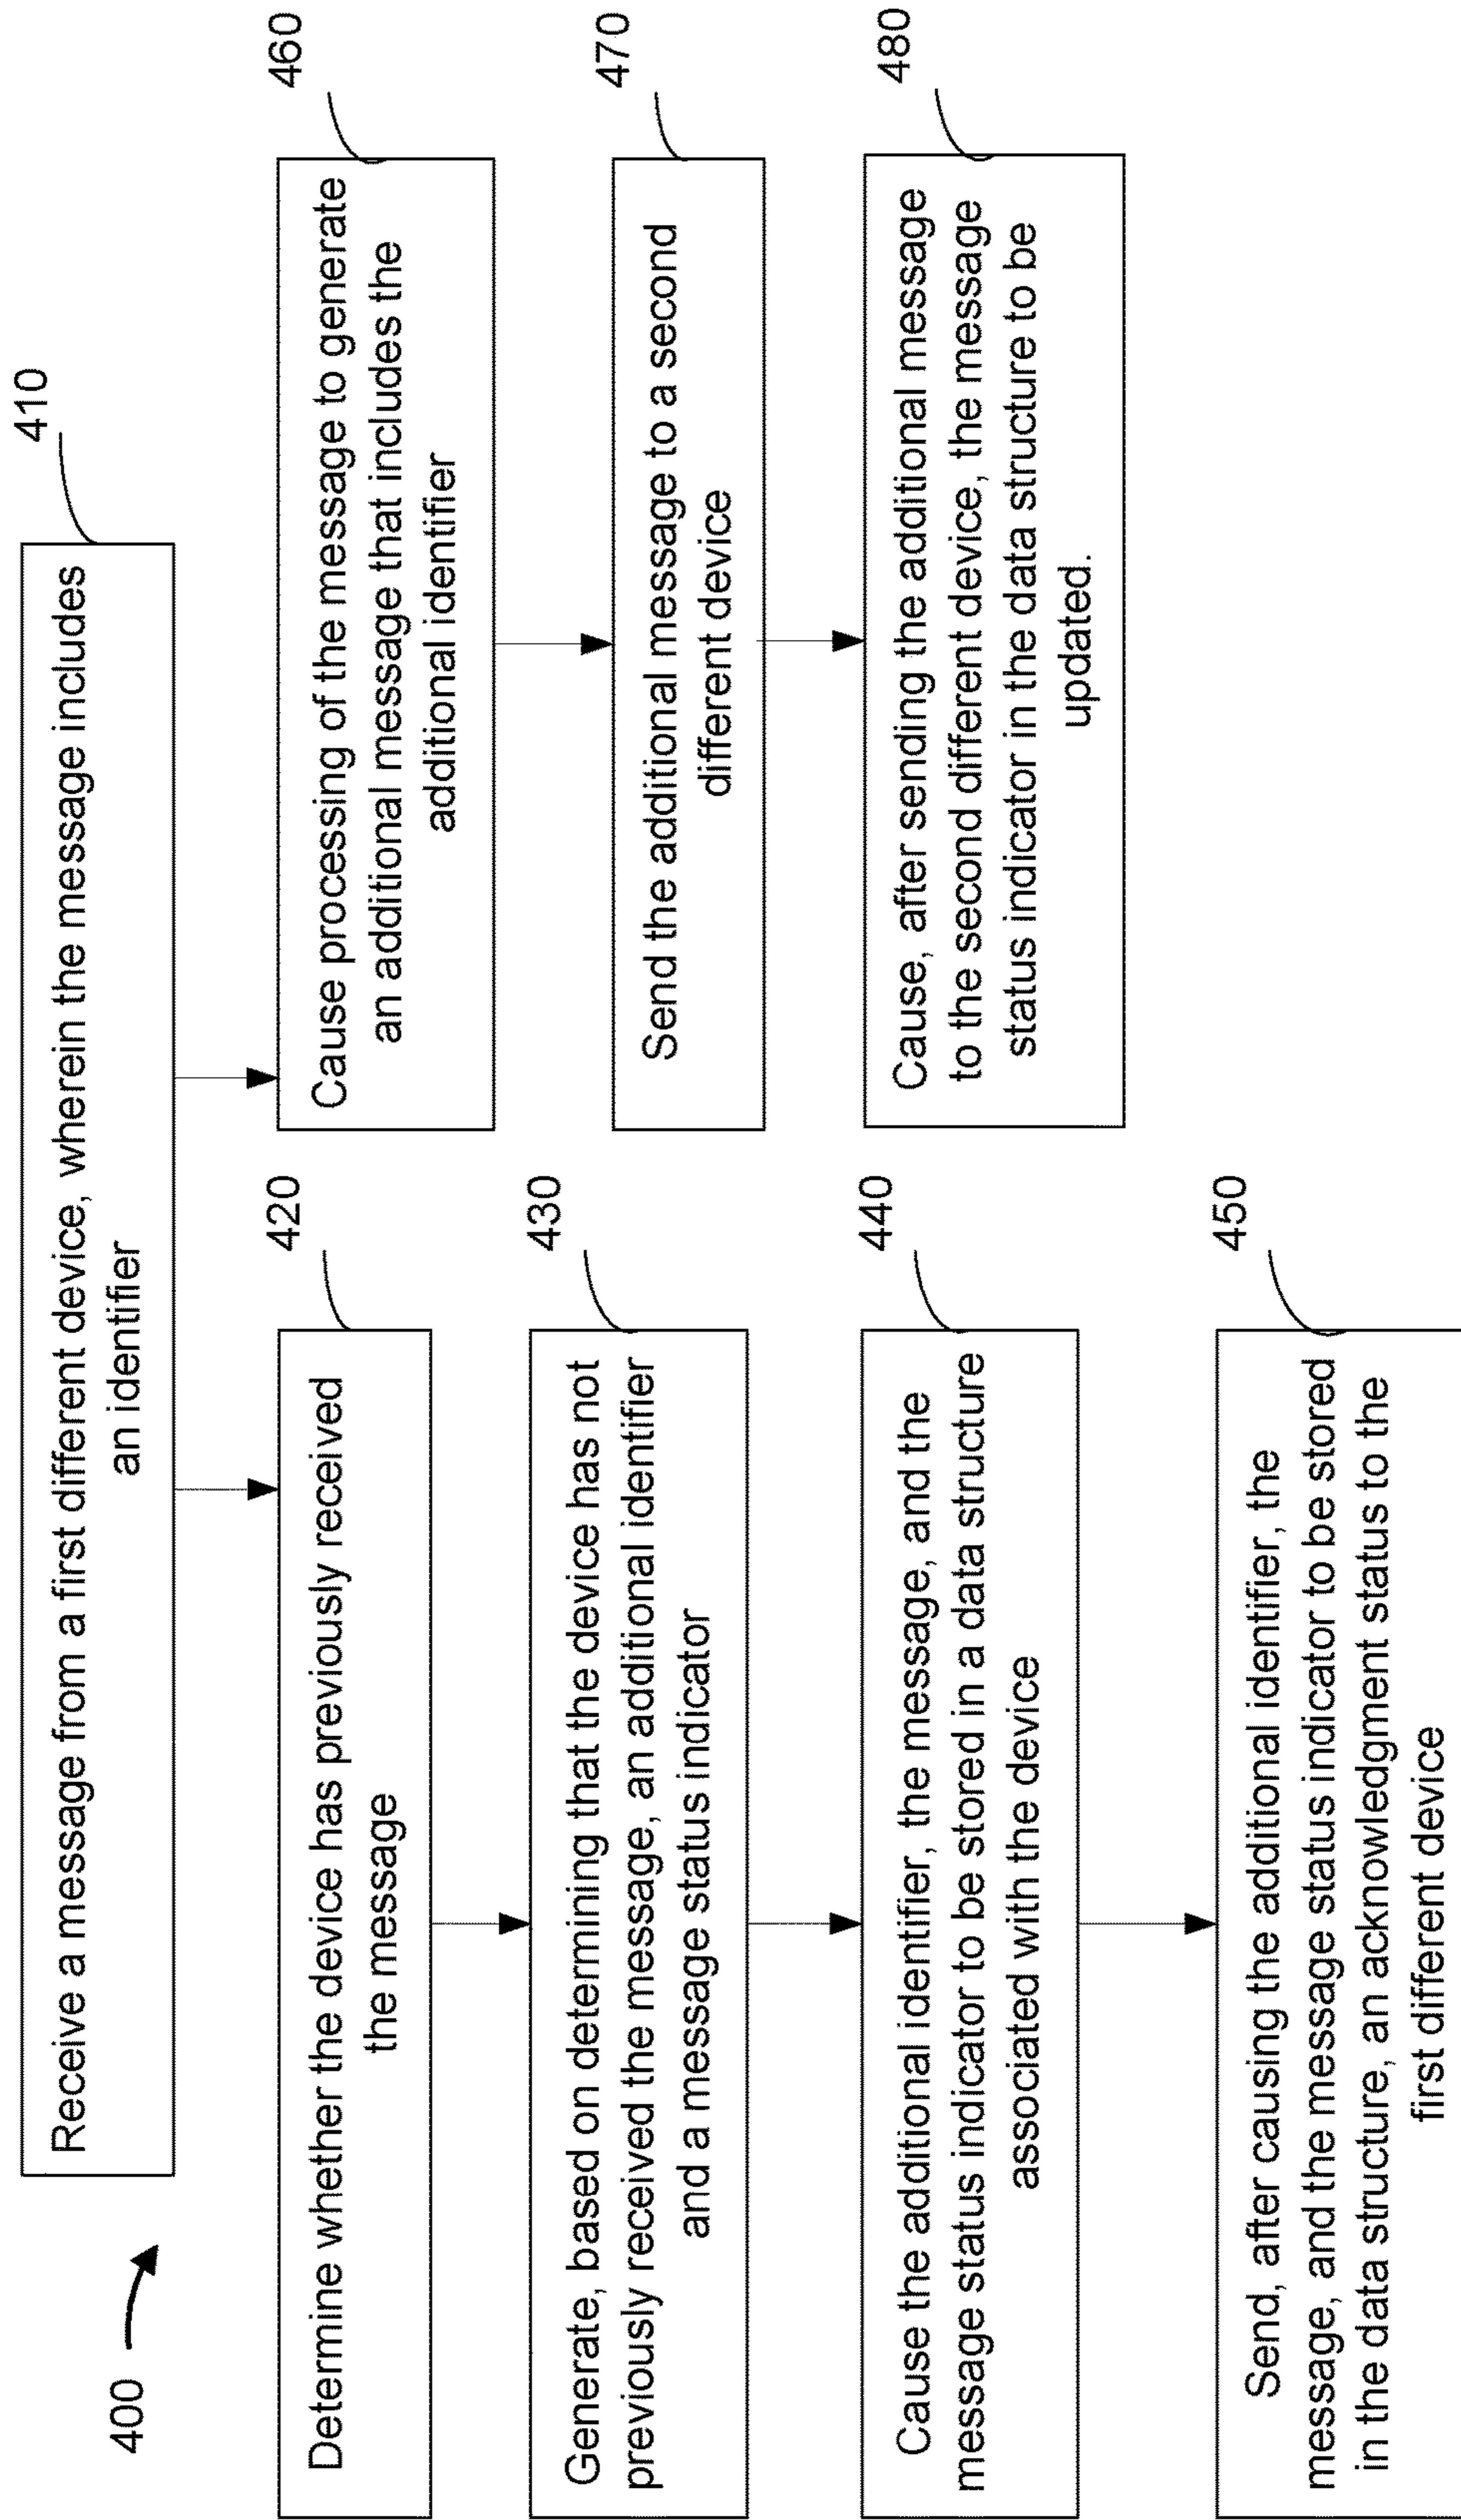 400
410
Receive a message from a first different device, wherein the message includes
an identifier
420
Determine whether the device has previously received
the message
430
Generate, based on determining that the device has not
previously received the message, an additional identifier
and a message status indicator
440
Cause the additional identifier, the message, and the
message status indicator to be stored in a data structure
associated with the device
450
Send, after causing the additional identifier, the
message, and the message status indicator to be stored
in the data structure, an acknowledgment status to the
first different device
460
Cause processing of the message to generate
an additional message that includes the
additional identifier
470
Send the additional message to a second
different device
480
Cause, after sending the additional message
to the second different device, the message
status indicator in the data structure to be
updated.